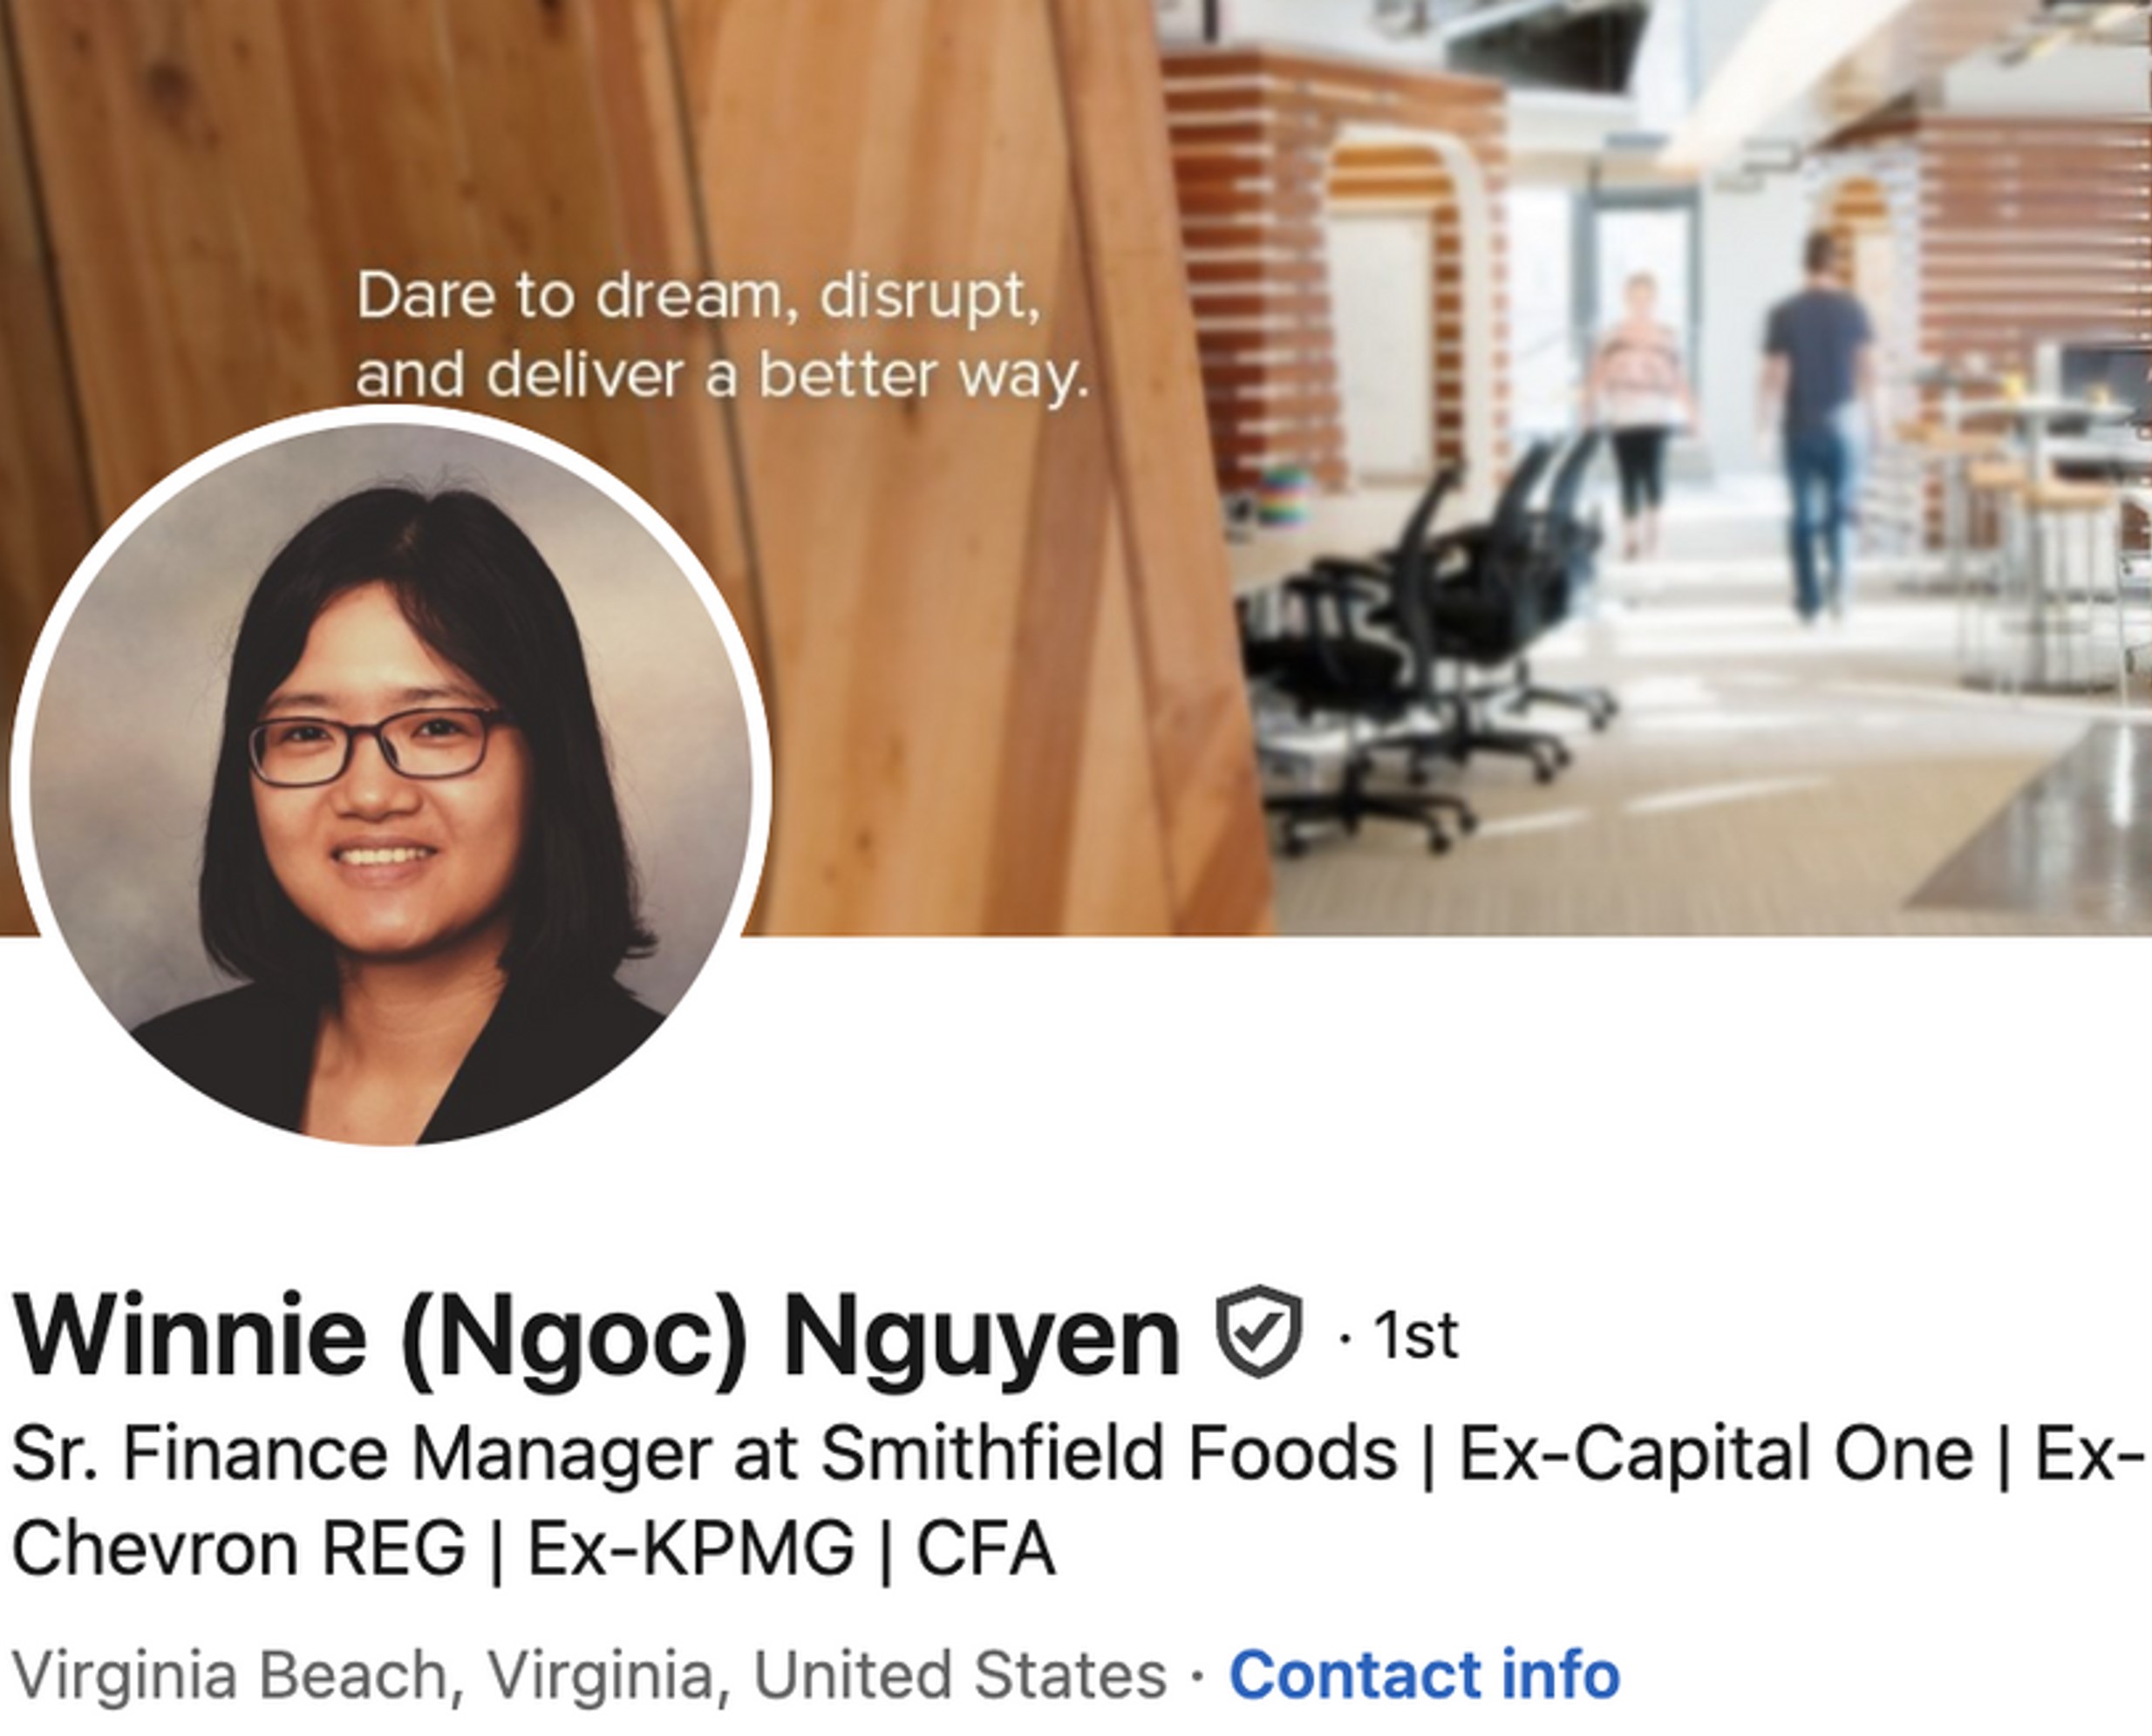 Dare to dream, disrupt,
and deliver a better way.
Winnie (Ngoc) Nguyen · 1st
Sr. Finance Manager at Smithfield Foods | Ex-Capital One | Ex-
Chevron REG | Ex-KPMG | CFA
Virginia Beach, Virginia, United States · Contact info